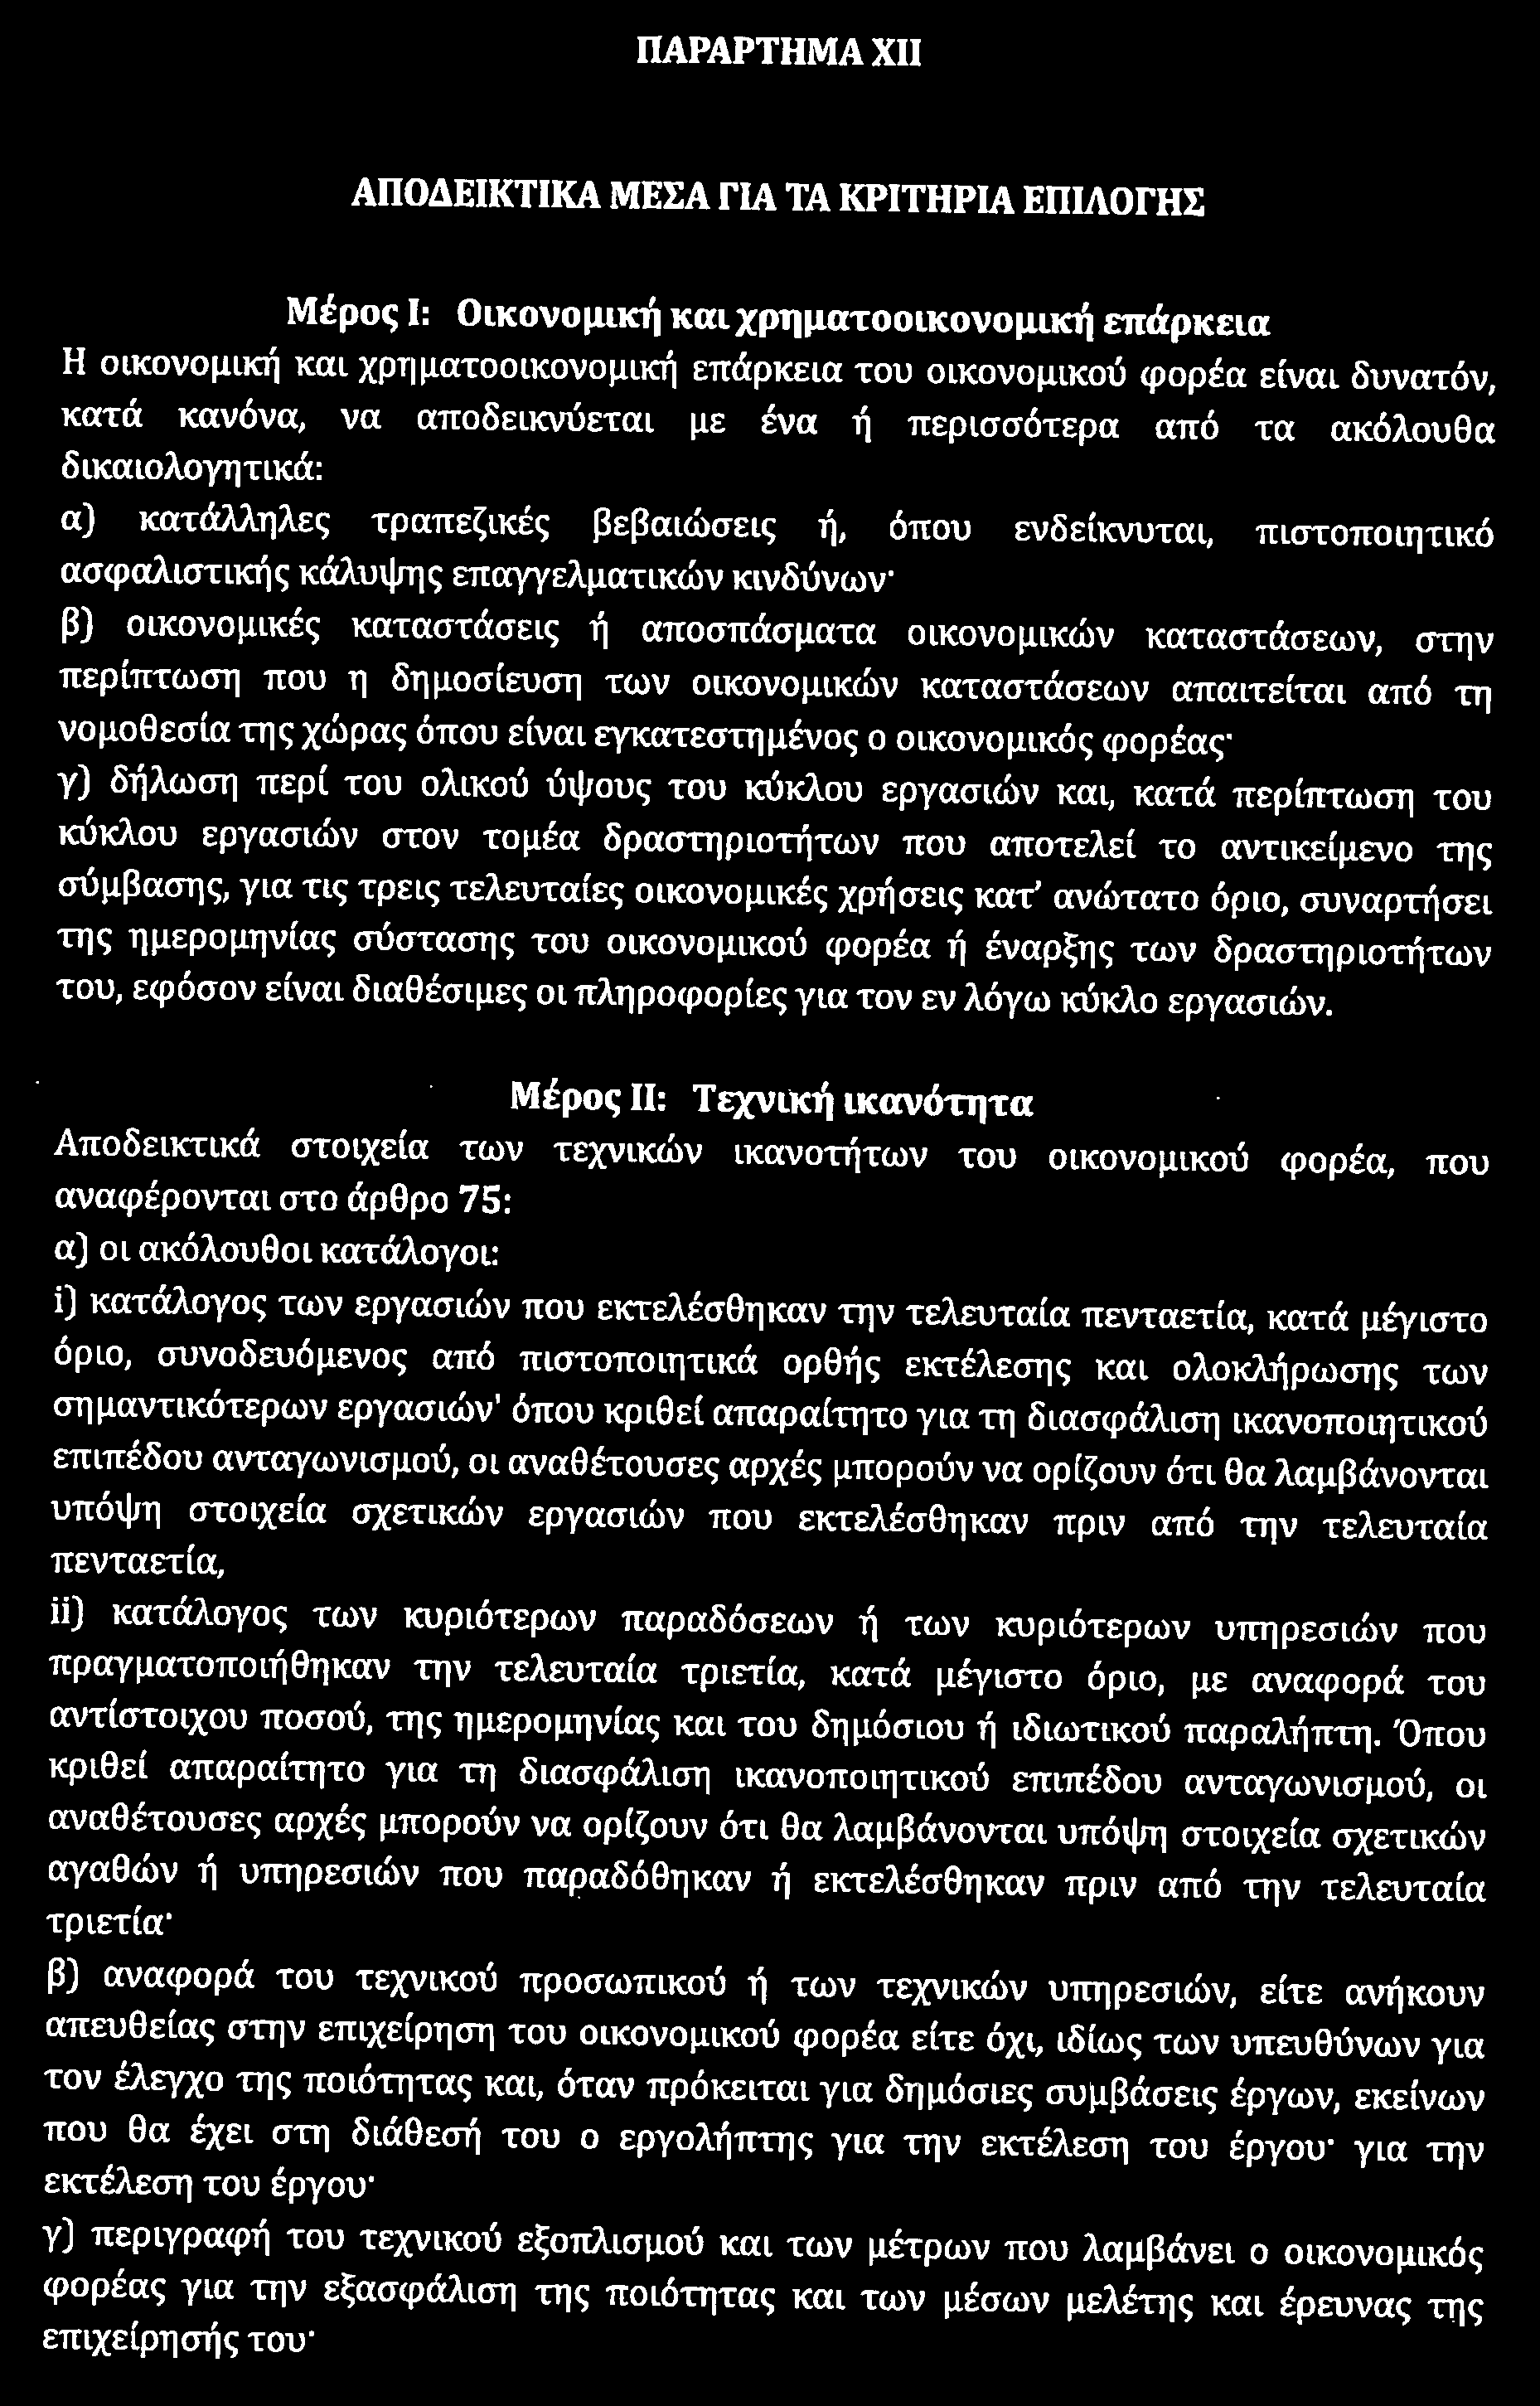 ΠΑΡΑΡΤΗΜΑ XII
ΑΠΟΔΕΙΚΤΙΚΑ ΜΕΣΑ ΓΙΑ ΤΑ ΚΡΙΤΗΡΙΑ ΕΠΙΛΟΓΗΣ
Μέρος I: Οικονομική και χρηματοοικονομική επάρκεια
Η οικονομική και χρηματοοικονομική επάρκεια του οικονομικού φορέα είναι δυνατόν,
κατά κανόνα, να αποδεικνύεται με ένα ή περισσότερα από τα ακόλουθα
δικαιολογητικά:
α) κατάλληλες τραπεζικές βεβαιώσεις ή, όπου ενδείκνυται, πιστοποιητικό
ασφαλιστικής κάλυψης επαγγελματικών κινδύνων·
β) οικονομικές καταστάσεις ή αποσπάσματα οικονομικών καταστάσεων, στην
περίπτωση που η δημοσίευση των οικονομικών καταστάσεων απαιτείται από τη
νομοθεσία της χώρας όπου είναι εγκατεστημένος ο οικονομικός φορέας·
γ) δήλωση περί του ολικού ύψους του κύκλου εργασιών και, κατά περίπτωση του
κύκλου εργασιών στον τομέα δραστηριοτήτων που αποτελεί το αντικείμενο της
σύμβασης, για τις τρεις τελευταίες οικονομικές χρήσεις κατ' ανώτατο όριο, συναρτήσει
της ημερομηνίας σύστασης του οικονομικού φορέα ή έναρξης των δραστηριοτήτων
του, εφόσον είναι διαθέσιμες οι πληροφορίες για τον εν λόγω κύκλο εργασιών.
Μέρος II: Τεχνική ικανότητα
Αποδεικτικά στοιχεία των τεχνικών ικανοτήτων του οικονομικού φορέα, που
αναφέρονται στο άρθρο 75:
α) οι ακόλουθοι κατάλογοι:
i) κατάλογος των εργασιών που εκτελέσθηκαν την τελευταία πενταετία, κατά μέγιστο
όριο, συνοδευόμενος από πιστοποιητικά ορθής εκτέλεσης και ολοκλήρωσης των
σημαντικότερων εργασιών' όπου κριθεί απαραίτητο για τη διασφάλιση ικανοποιητικού
επιπέδου ανταγωνισμού, οι αναθέτουσες αρχές μπορούν να ορίζουν ότι θα λαμβάνονται
υπόψη στοιχεία σχετικών εργασιών που εκτελέσθηκαν πριν από την τελευταία
πενταετία,
ii) κατάλογος των κυριότερων παραδόσεων ή των κυριότερων υπηρεσιών που
πραγματοποιήθηκαν την τελευταία τριετία, κατά μέγιστο όριο, με αναφορά του
αντίστοιχου ποσού, της ημερομηνίας και του δημόσιου ή ιδιωτικού παραλήπτη. Όπου
κριθεί απαραίτητο για τη διασφάλιση ικανοποιητικού επιπέδου ανταγωνισμού, οι
αναθέτουσες αρχές μπορούν να ορίζουν ότι θα λαμβάνονται υπόψη στοιχεία σχετικών
αγαθών ή υπηρεσιών που παραδόθηκαν ή εκτελέσθηκαν πριν από την τελευταία
τριετία·
β) αναφορά του τεχνικού προσωπικού ή των τεχνικών υπηρεσιών, είτε ανήκουν
απευθείας στην επιχείρηση του οικονομικού φορέα είτε όχι, ιδίως των υπευθύνων για
τον έλεγχο της ποιότητας και, όταν πρόκειται για δημόσιες συμβάσεις έργων, εκείνων
που θα έχει στη διάθεσή του ο εργολήπτης για την εκτέλεση του έργου· για την
εκτέλεση του έργου·
γ) περιγραφή του τεχνικού εξοπλισμού και των μέτρων που λαμβάνει ο οικονομικός
φορέας για την εξασφάλιση της ποιότητας και των μέσων μελέτης και έρευνας της
επιχείρησής του·